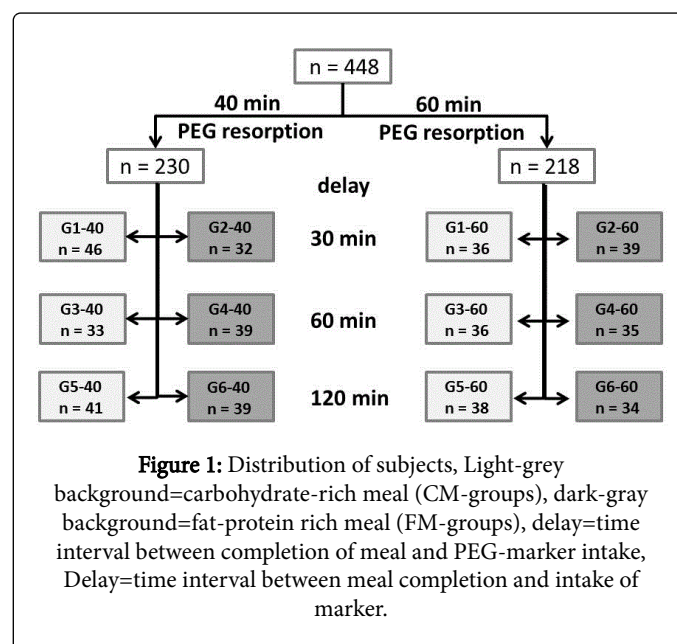 n = 448
40 min
60 min
PEG resorption
PEG resorption
n = 230
n = 218
delay
G1-40
n = 46
G2-40
n = 32
30 min
G1-60
n = 36
G2-60
n = 39
G3-40
n = 33
G4-40
n = 39
60 min
G3-60
n = 36
G4-60
n = 35
G5-40
n = 41
G6-40
n = 39
120 min
G5-60
n = 38
G6-60
n = 34
Figure 1: Distribution of subjects, Light-grey
background=carbohydrate-rich meal (CM-groups), dark-gray
background=fat-protein rich meal (FM-groups), delay=time
interval between completion of meal and PEG-marker intake,
Delay=time interval between meal completion and intake of
marker.